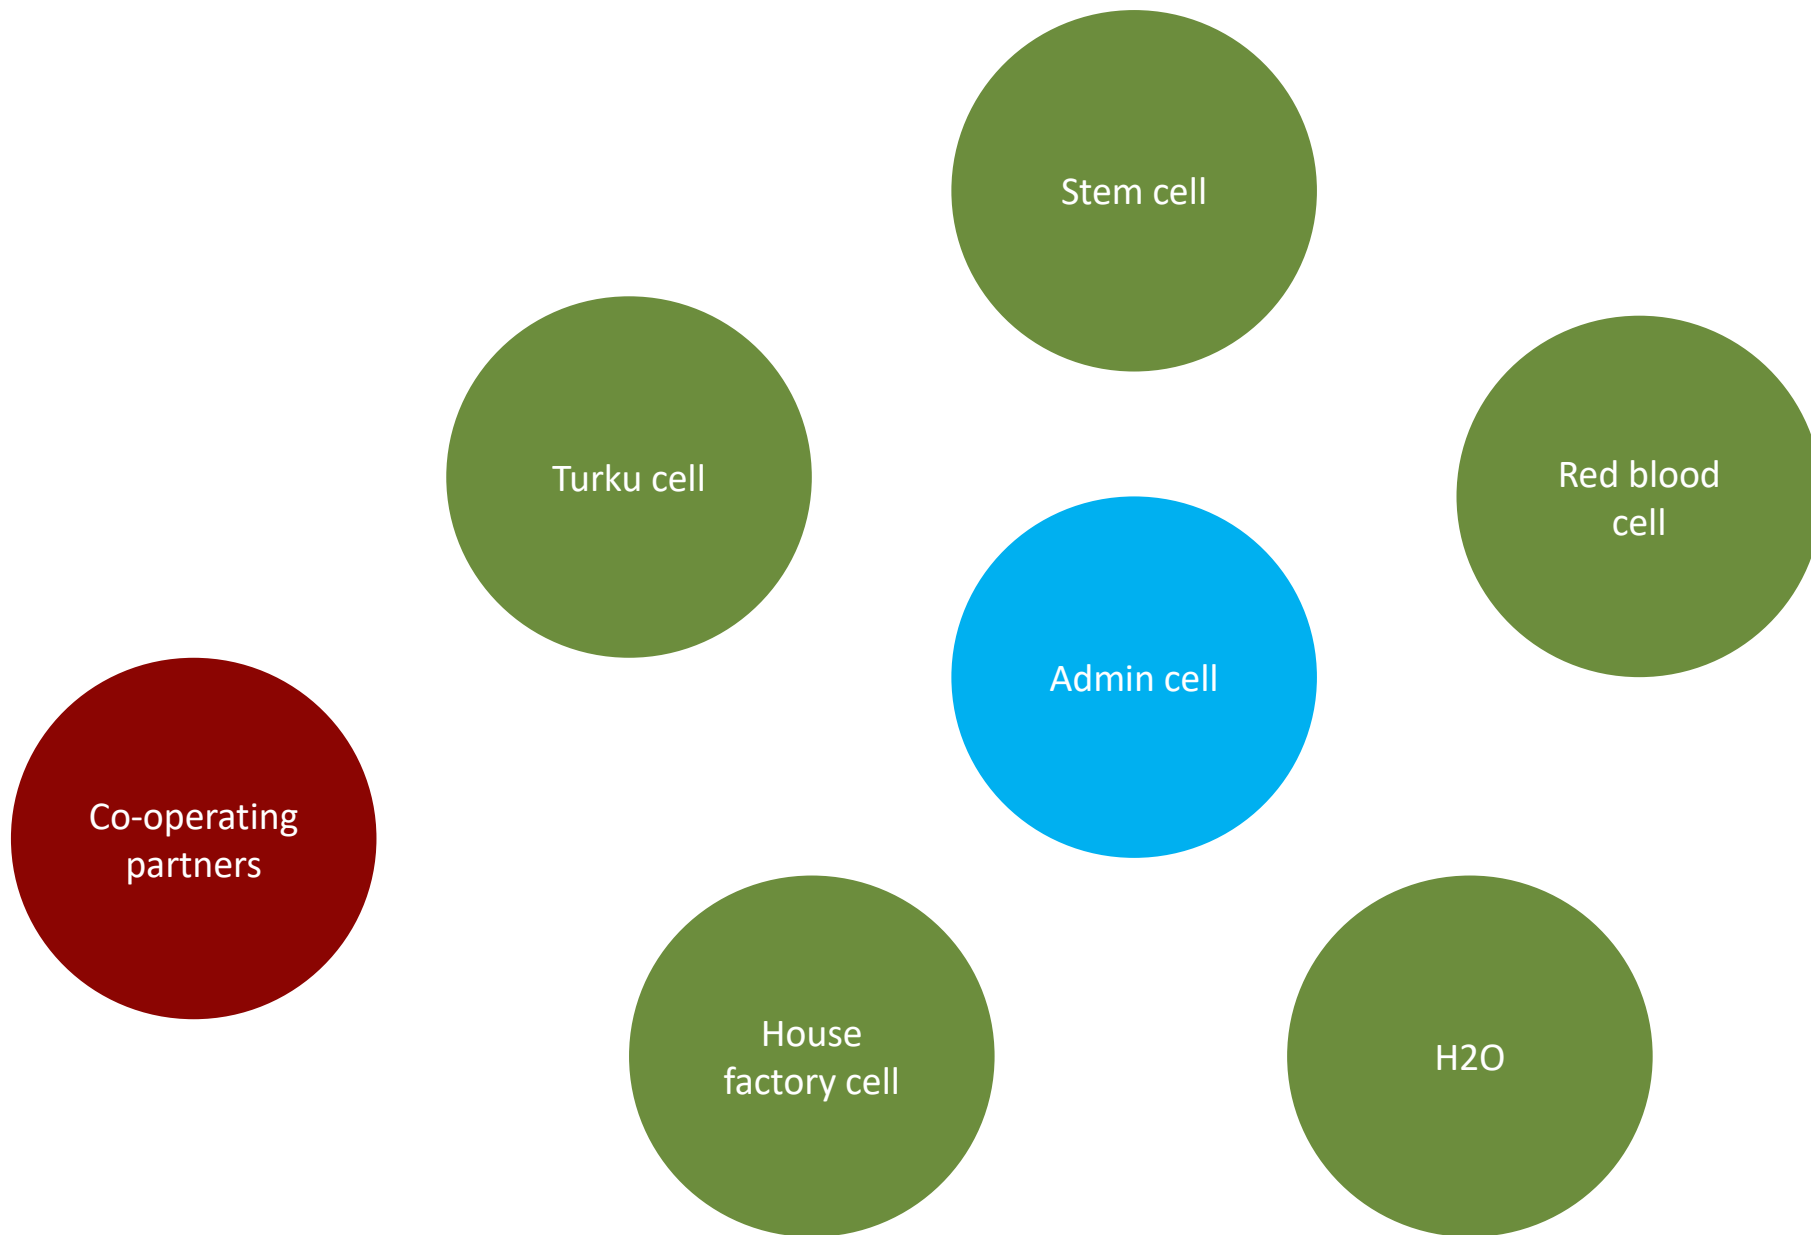 Stem cell
Turku cell
Red blood
cell
Admin cell
Co-operating
partners
House
factory cell
H2O